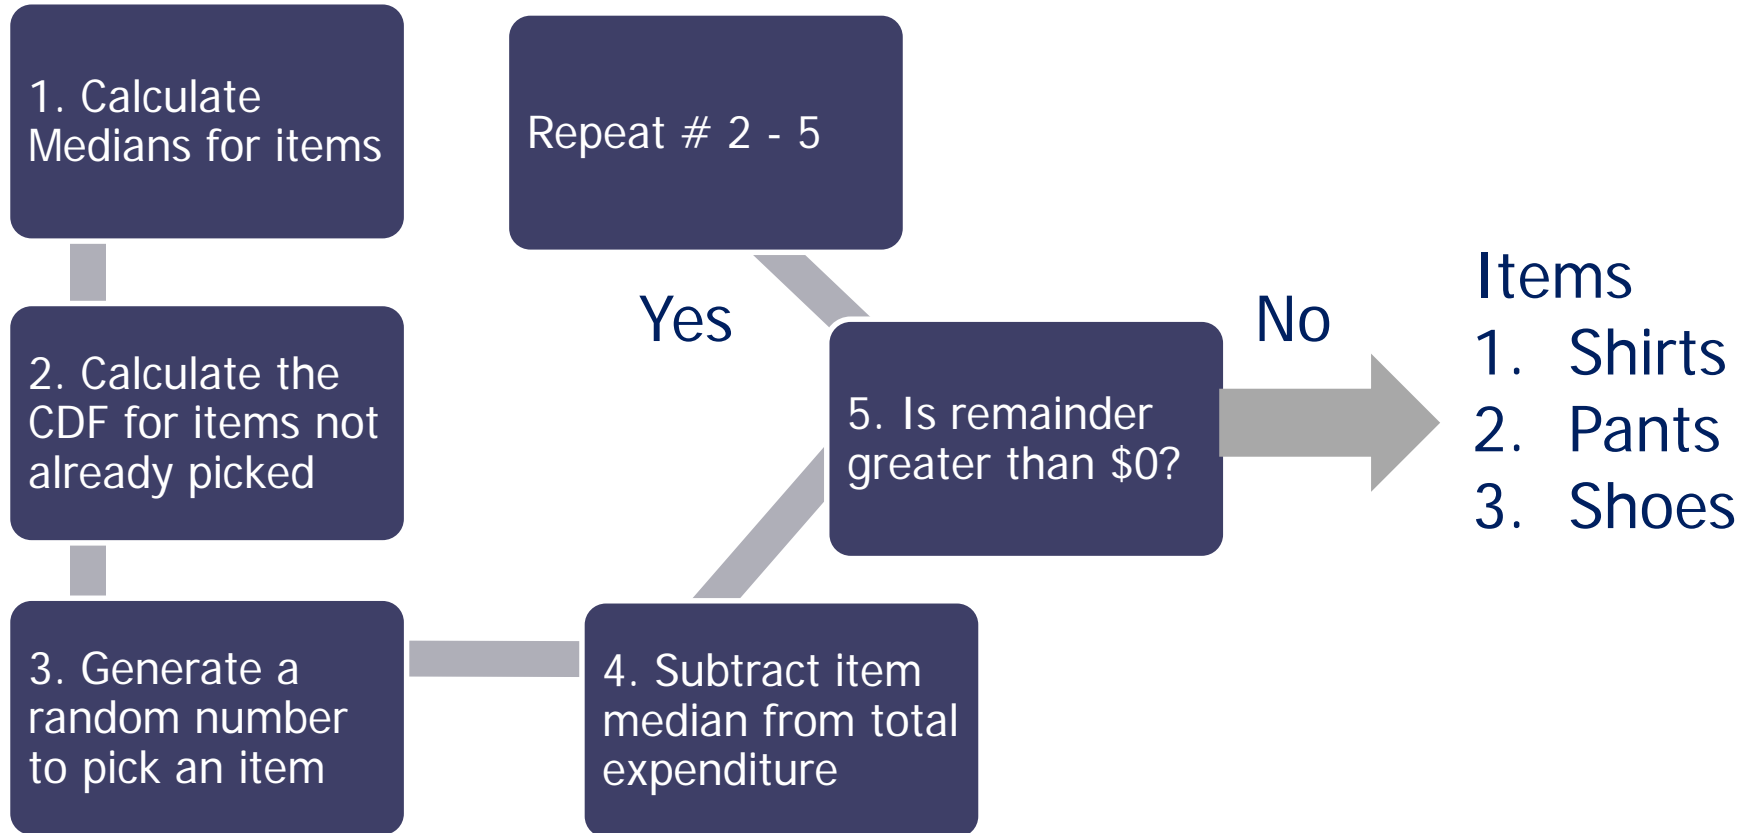 1. Calculate
Medians for items
2. Calculate the
CDF for items not
already picked
3. Generate a
random number
to pick an item
4. Subtract item
median from total
expenditure
5. Is remainder
greater than $0?
Yes
Repeat # 2 - 5
No
Items
1. Shirts
2. Pants
3. Shoes